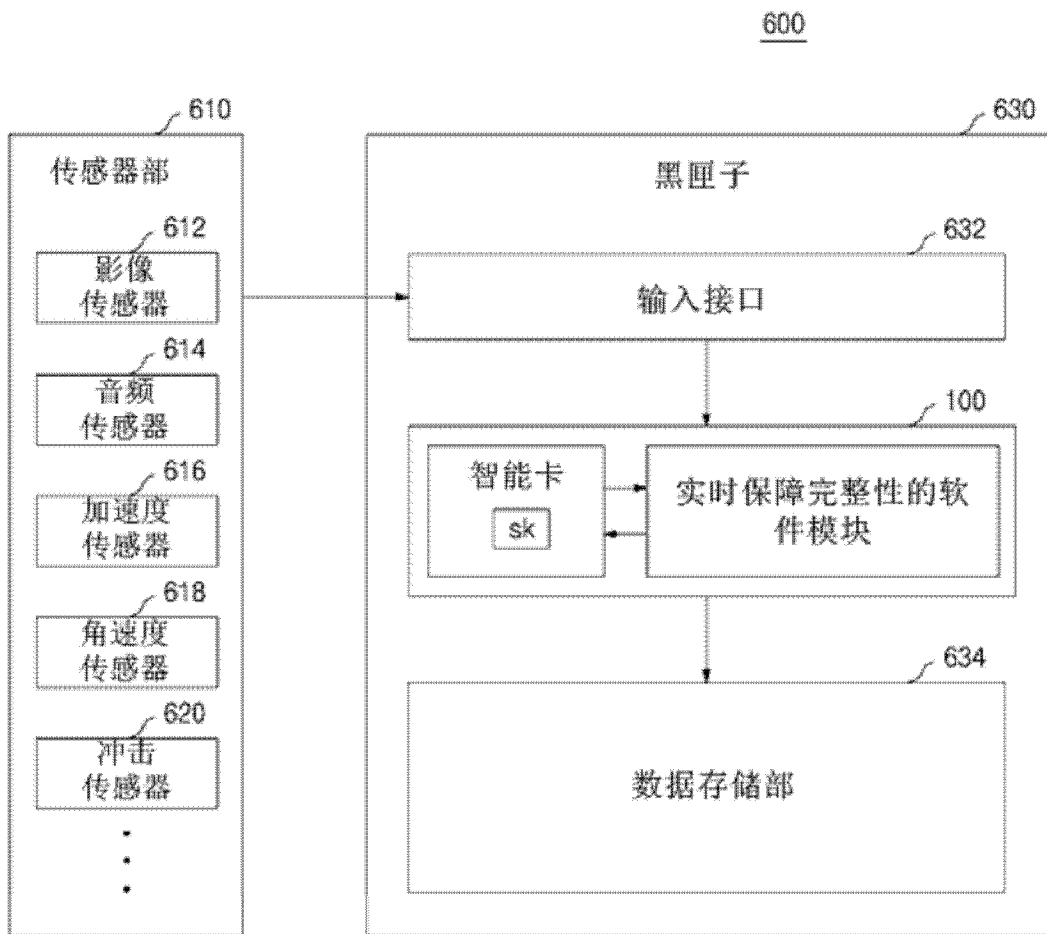 600
610
传感器部
612
影像
传感器
614
音频
传感器
616
加速度
传感器
618
角速度
传感器
620
冲击
传感器
630
黑匣子
632
输入接口
100
智能卡
sk
实时保障完整性的软
件模块
634
数据存储部